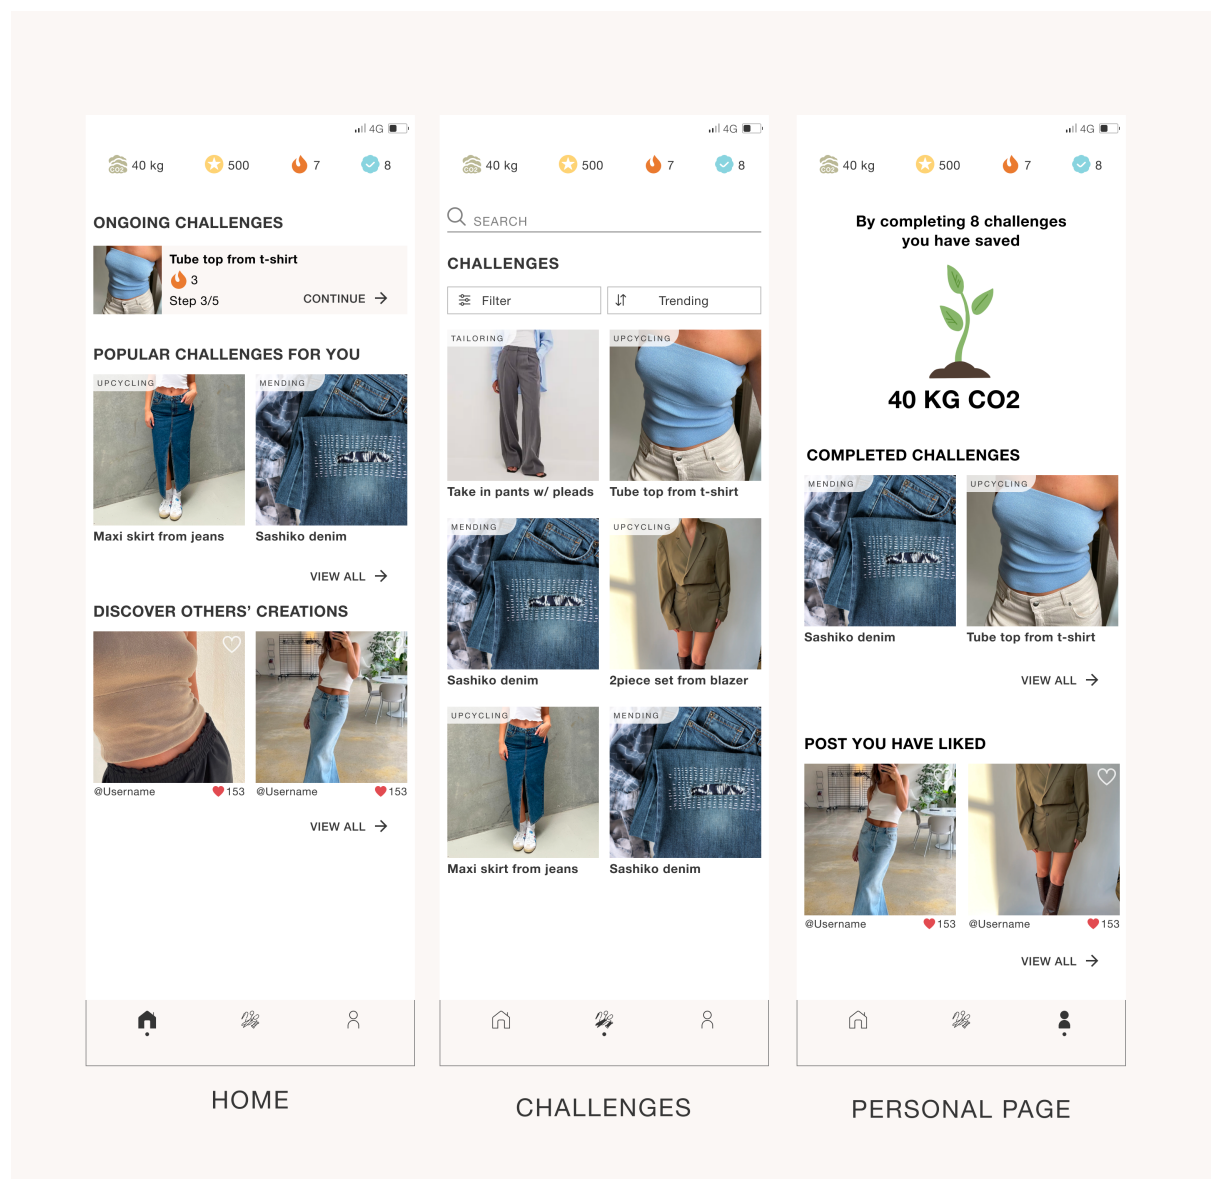 4G
40 kg 500 7 8
ONGOING CHALLENGES
Tube top from t-shirt
3
Step 3/5
CONTINUE
POPULAR CHALLENGES FOR YOU
UPCYCLING
MENDING
Maxi skirt from jeans
Sashiko denim
VIEW ALL
DISCOVER OTHERS’ CREATIONS
@Username 153
@Username 153
VIEW ALL
HOME
4G
40 kg 500 7 8
SEARCH
CHALLENGES
Filter
Trending
TAILORING
UPCYCLING
Take in pants w/ pleads
Tube top from t-shirt
MENDING
UPCYCLING
Sashiko denim
2piece set from blazer
UPCYCLING
MENDING
Maxi skirt from jeans
Sashiko denim
CHALLENGES
4G
40 kg 500 7 8
By completing 8 challenges
you have saved
40 KG CO2
COMPLETED CHALLENGES
MENDING
UPCYCLING
Sashiko denim
Tube top from t-shirt
VIEW ALL
POST YOU HAVE LIKED
@Username 153
@Username 153
VIEW ALL
PERSONAL PAGE